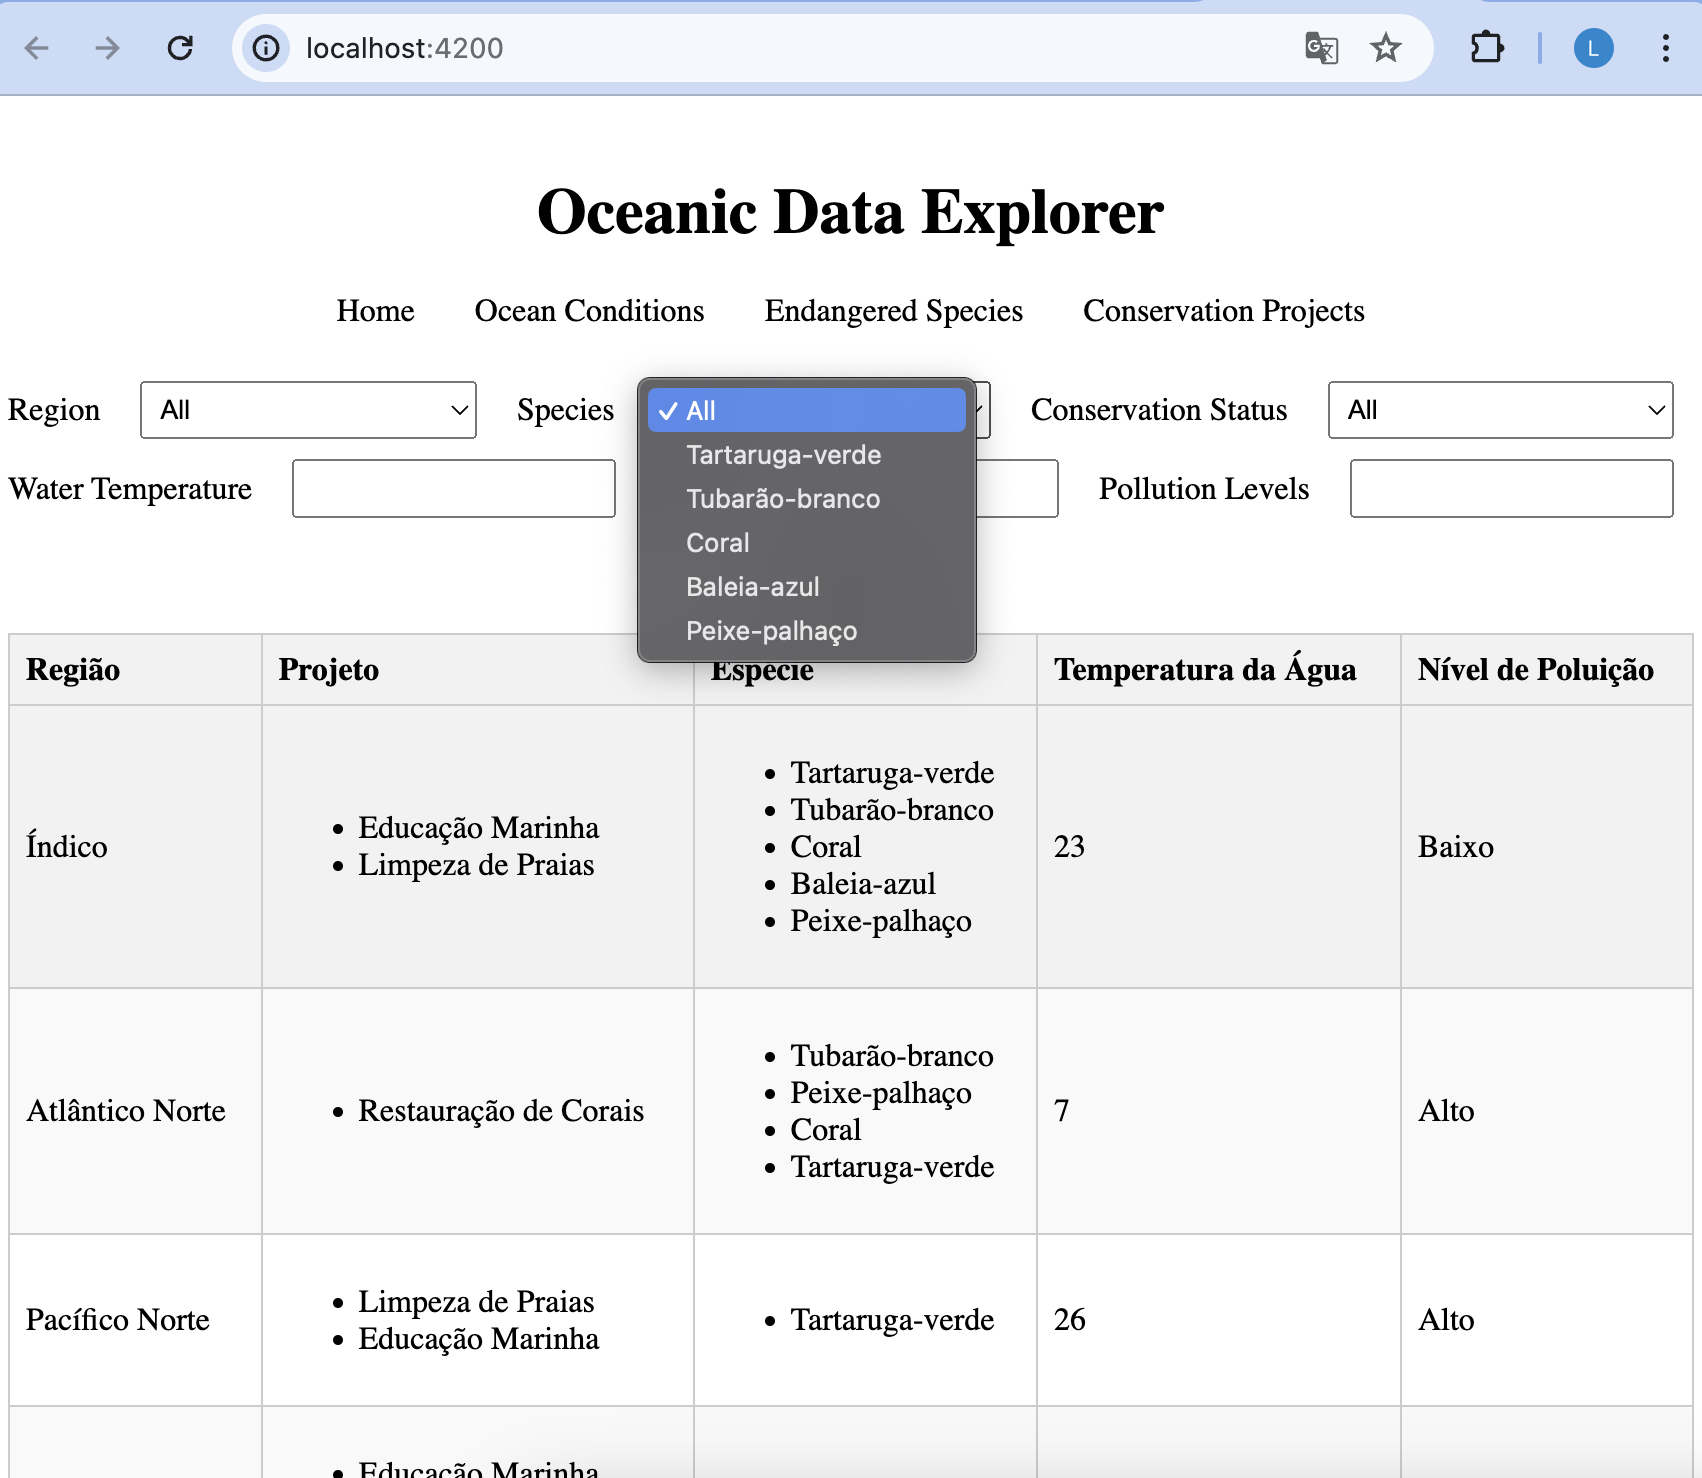 localhost:4200
L
Oceanic Data Explorer
Home Ocean Conditions Endangered Species Conservation Projects
Region All Species Conservation Status All
✓ All
Tartaruga-verde
Tubarão-branco
Coral
Baleia-azul
Peixe-palhaço
Water Temperature Pollution Levels
Região Projeto Espécie Temperatura da Água Nível de Poluição
Índico
• Educação Marinha
• Limpeza de Praias
• Tartaruga-verde
• Tubarão-branco
• Coral
• Baleia-azul
• Peixe-palhaço
23
Baixo
Atlântico Norte
• Restauração de Corais
• Tubarão-branco
• Peixe-palhaço
• Coral
• Tartaruga-verde
7
Alto
Pacífico Norte
• Limpeza de Praias
• Educação Marinha
• Tartaruga-verde
26
Alto
• Educação Marinha